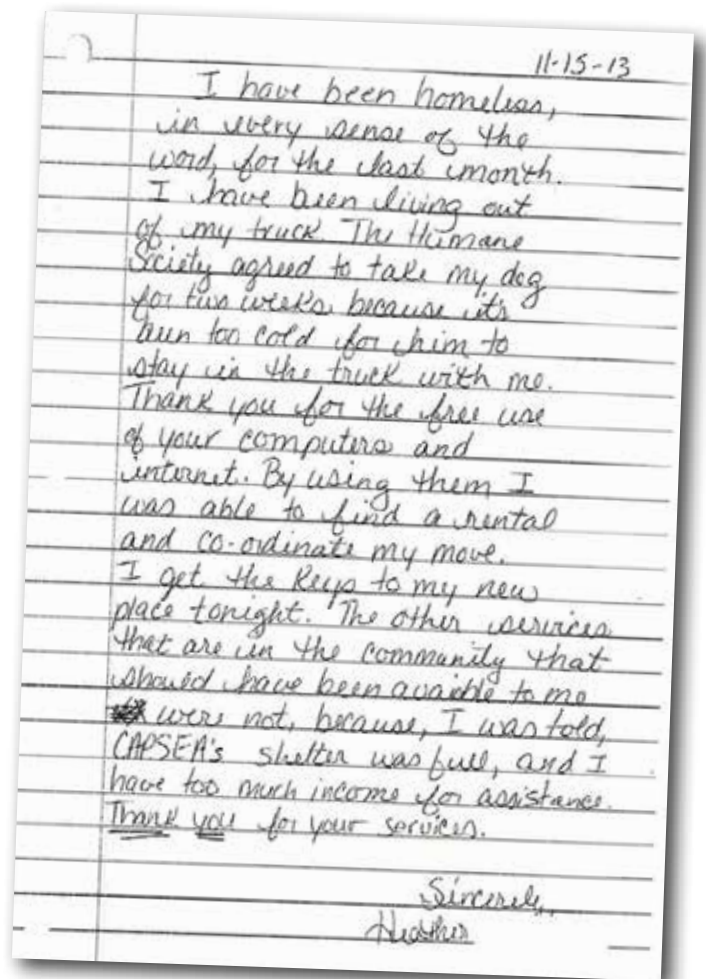 11-15-13
I have been homeless,
in every sense of the
word, for the last month.
I have been living out
of my truck. The Humane
Society agreed to take my dog
for two weeks, because it's
been too cold for him to
stay in the truck with me.
Thank you for the free use
of your computers and
internet. By using them I
was able to find a rental
and co-ordinate my move.
I get the keys to my new
place tonight. The other services
that are in the community that
should have been avaible to me
were not, because, I was told,
CAPSEA's shelter was full, and I
have too much income for assistance.
Thank you for your services.
Sincerely,
Heather